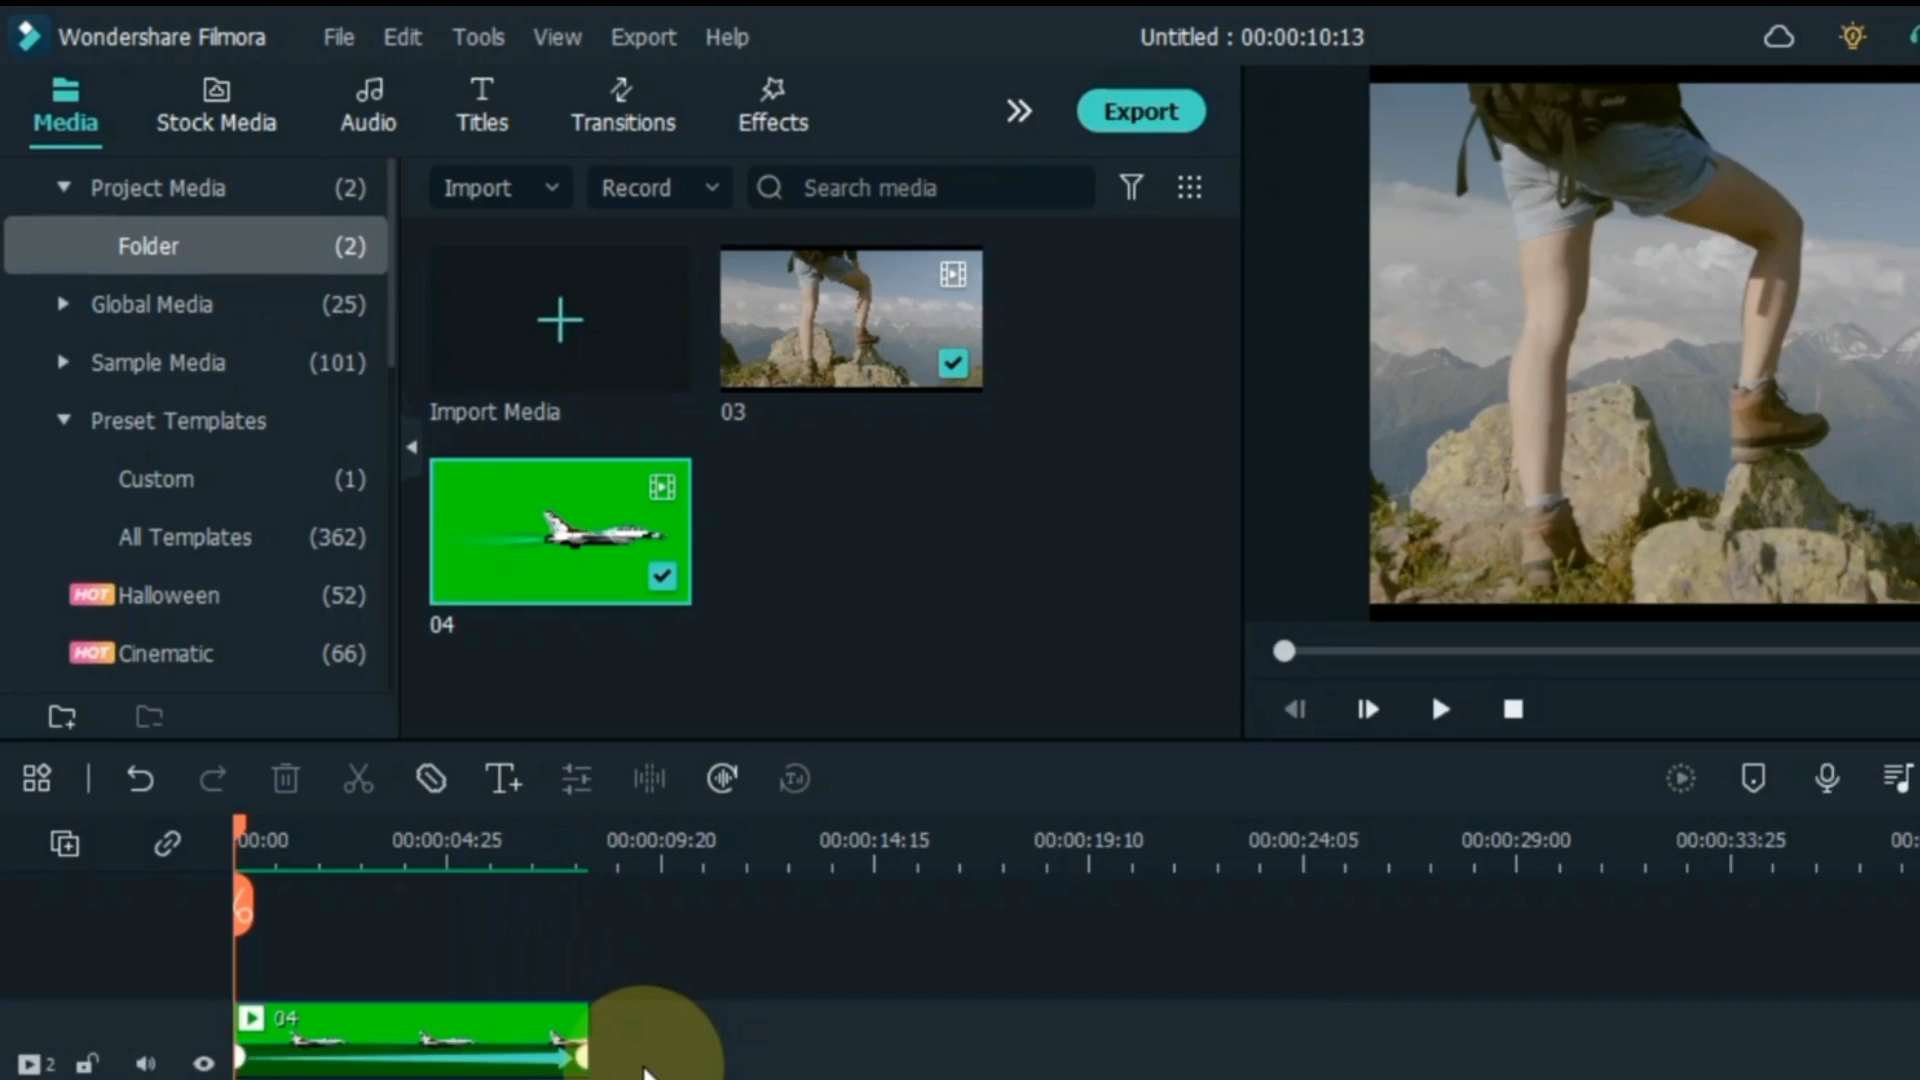 Wondershare Filmora File Edit Tools View Export Help Untitled : 00:00:10:13
Media Stock Media Audio Titles Transitions Effects Export
Project Media (2) Import Record Search media
Folder (2)
Global Media (25)
Sample Media (101)
Import Media 03
Preset Templates
Custom (1)
All Templates (362)
HOT Halloween (52)
04
HOT Cinematic (66)
00:00 00:00:04:25 00:00:09:20 00:00:14:15 00:00:19:10 00:00:24:05 00:00:29:00 00:00:33:25 00:
04
2